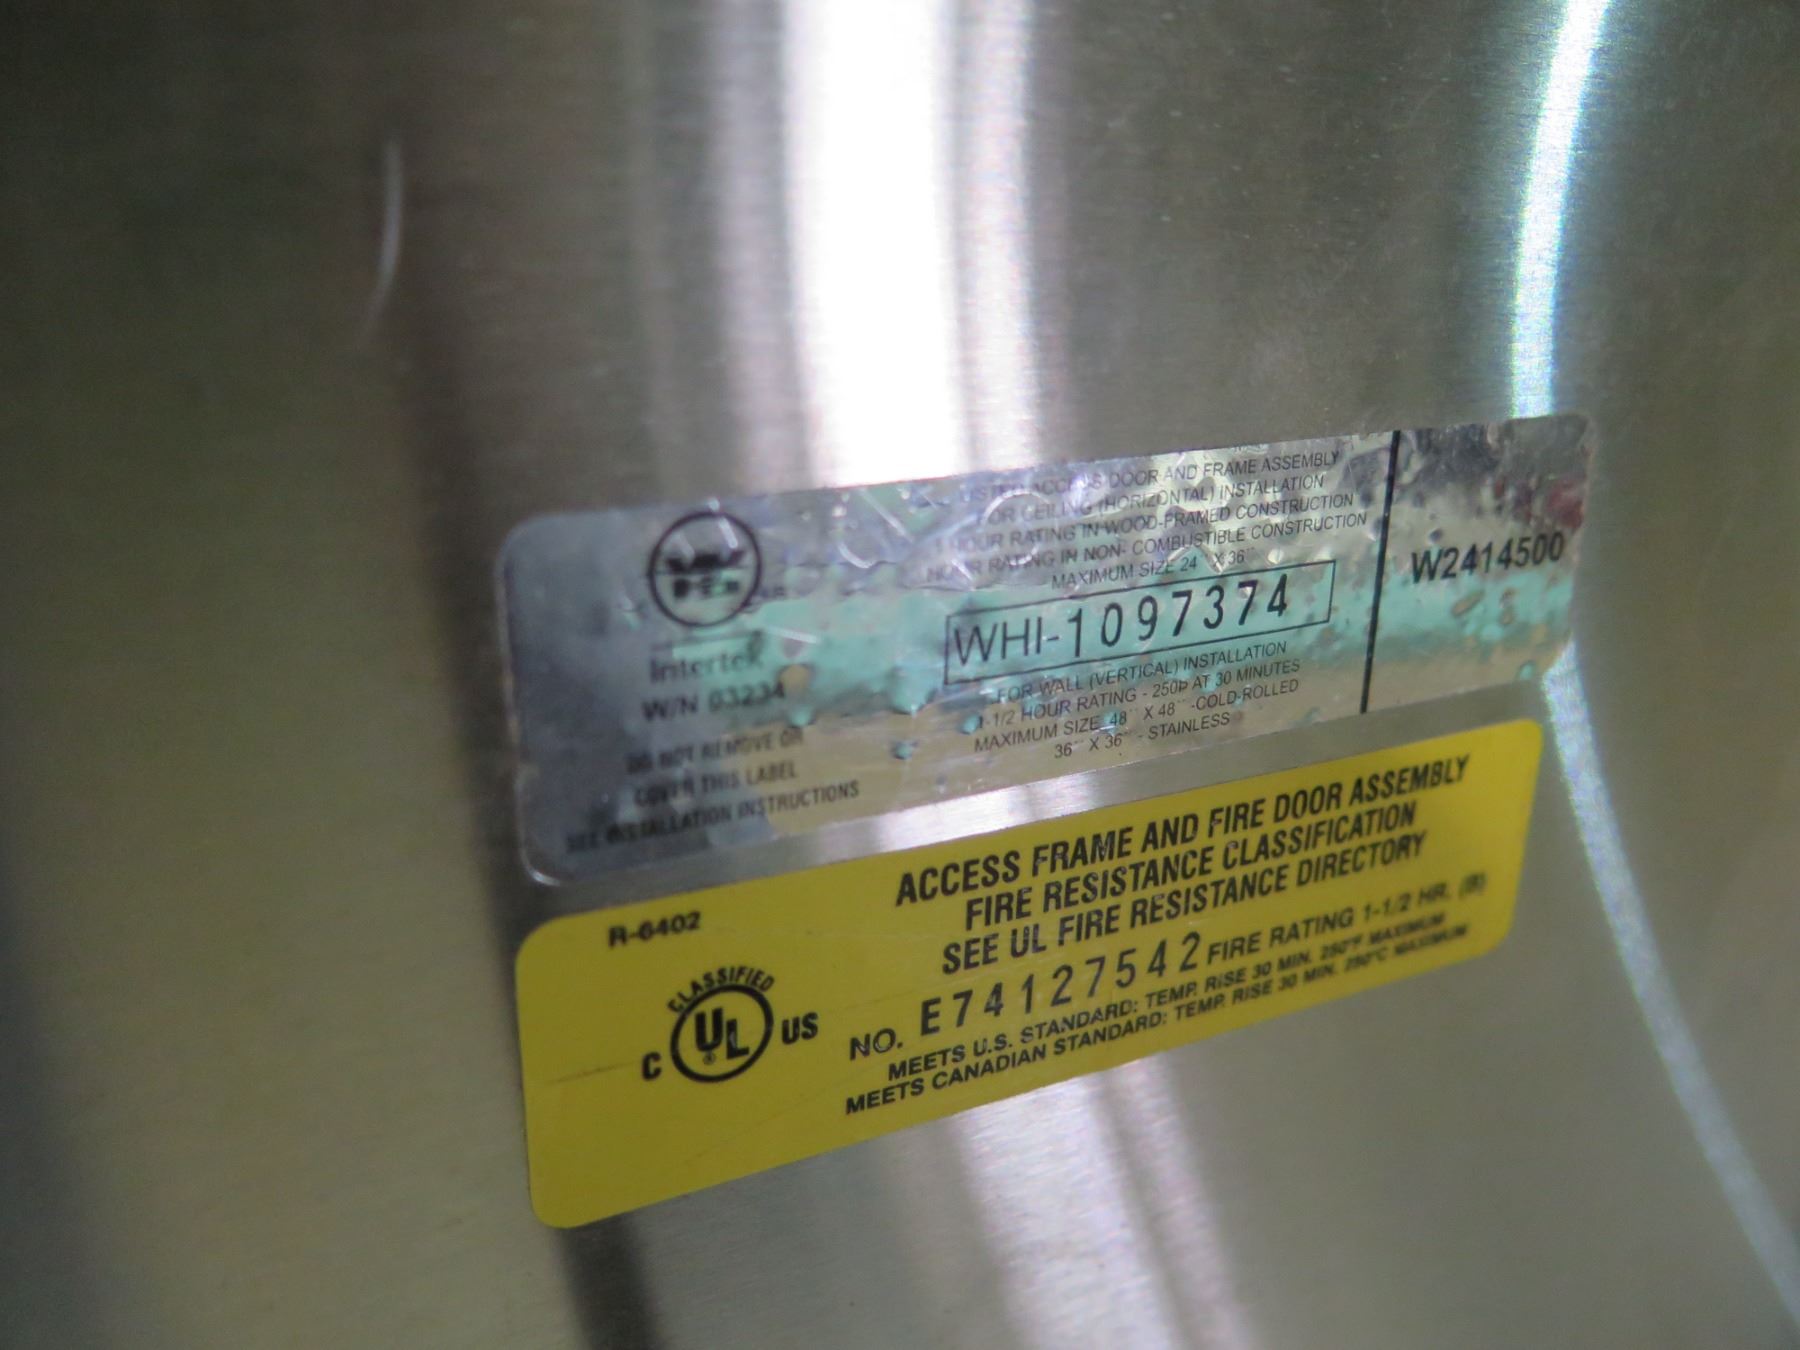 LISTED ACCESS DOOR AND FRAME ASSEMBLY
FOR CEILING (HORIZONTAL) INSTALLATION
HOUR RATING IN WOOD-FRAMED CONSTRUCTION
HOUR RATING IN NON- COMBUSTIBLE CONSTRUCTION
MAXIMUM SIZE 24" X 36"
WHI-1097374
FOR WALL (VERTICAL) INSTALLATION
1-1/2 HOUR RATING - 250Þ AT 30 MINUTES
MAXIMUM SIZE 48" X 48" -COLD-ROLLED
36" X 36" - STAINLESS
W2414500
Intertek
W/N 03234
DO NOT REMOVE OR
COVER THIS LABEL
SEE INSTALLATION INSTRUCTIONS
R-6402
CLASSIFIED
C UL® US
ACCESS FRAME AND FIRE DOOR ASSEMBLY
FIRE RESISTANCE CLASSIFICATION
SEE UL FIRE RESISTANCE DIRECTORY
NO. E74127542 FIRE RATING 1-1/2 HR. (B)
MEETS U.S. STANDARD: TEMP. RISE 30 MIN. 250°F MAXIMUM
MEETS CANADIAN STANDARD: TEMP. RISE 30 MIN. 250°C MAXIMUM